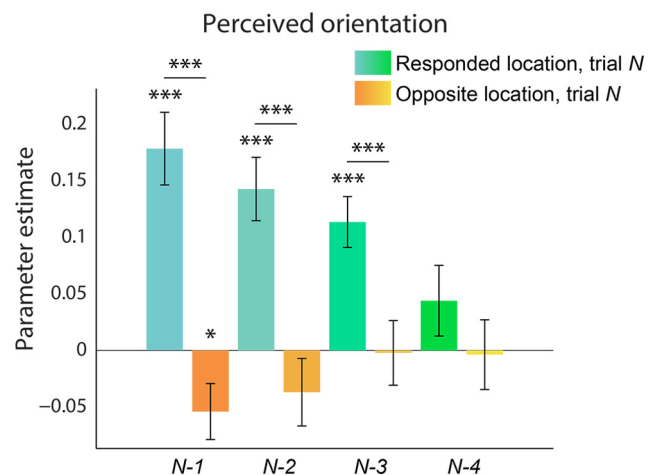 Perceived orientation
Responded location, trial N
Opposite location, trial N
***
***
***
***
***
***
*
Parameter estimate
0.2
0.15
0.1
0.05
0
−0.05
N-1 N-2 N-3 N-4